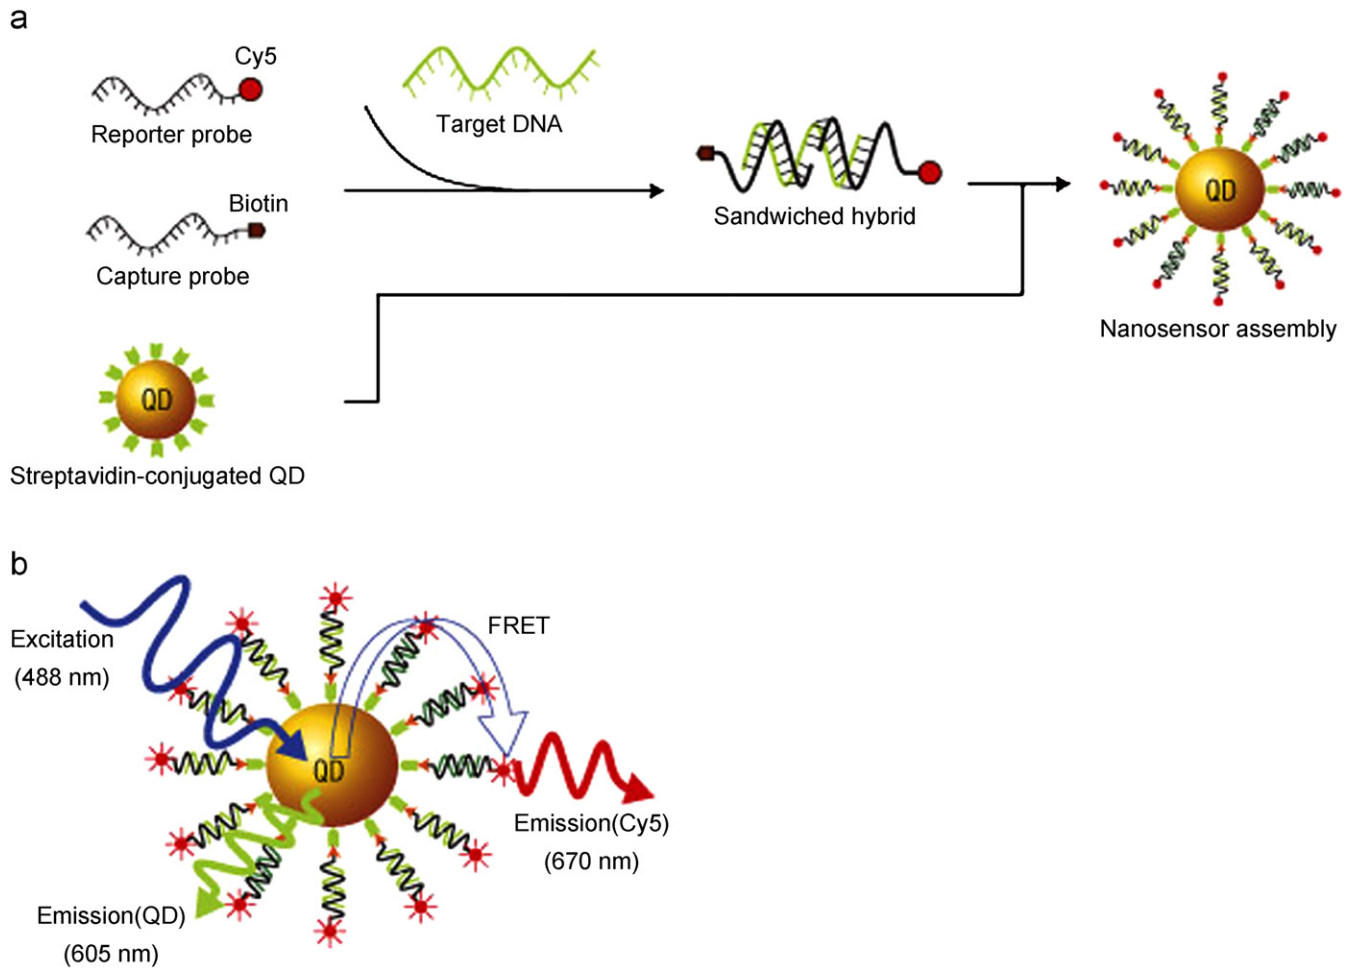 a
Cy5
Reporter probe
Target DNA
Biotin
Capture probe
Sandwiched hybrid
QD
Nanosensor assembly
QD
Streptavidin-conjugated QD
b
Excitation
(488 nm)
FRET
QD
Emission(Cy5)
(670 nm)
Emission(QD)
(605 nm)